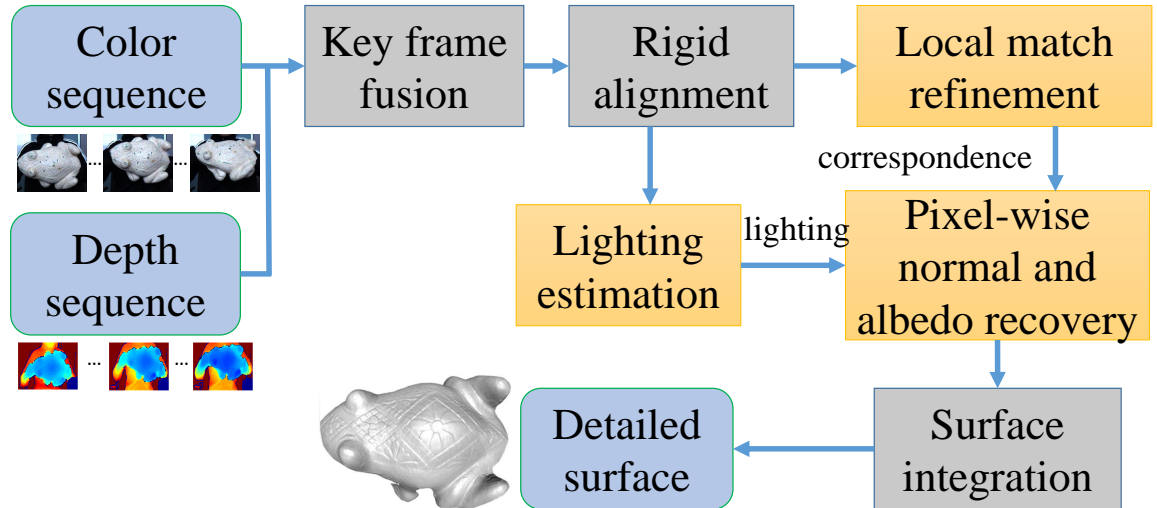 Color
sequence
... ...
Depth
sequence
... ...
Key frame
fusion
Rigid
alignment
Local match
refinement
correspondence
Lighting
estimation
lighting
Pixel-wise
normal and
albedo recovery
Surface
integration
Detailed
surface